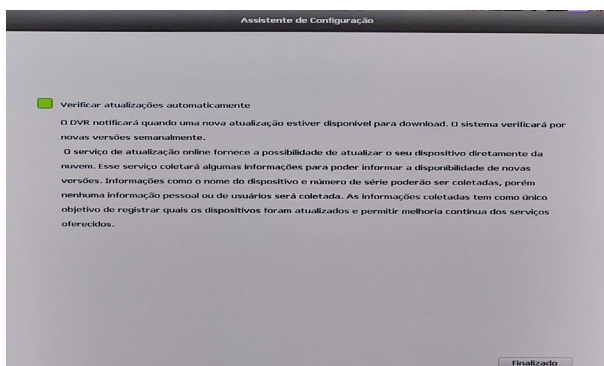 Assistente de Configuração
Verificar atualizações automaticamente
O DVR notificará quando uma nova atualização estiver disponivel para download. O sistema verificará por
novas versões semanalmente.
O serviço de atualização online fornece a possibilidade de atualizar o seu dispositivo diretamente da
nuvem. Esse serviço coletará algumas informações para poder informar a disponibilidade de novas
versões. Informações como o nome do dispositivo e número de série poderão ser coletadas, porém
nenhuma informação pessoal ou de usuários será coletada. As informações coletadas tem como único
objetivo de registrar quais os dispositivos foram atualizados e permitir melhoria continua dos serviços
oferecidos.
Finalizado